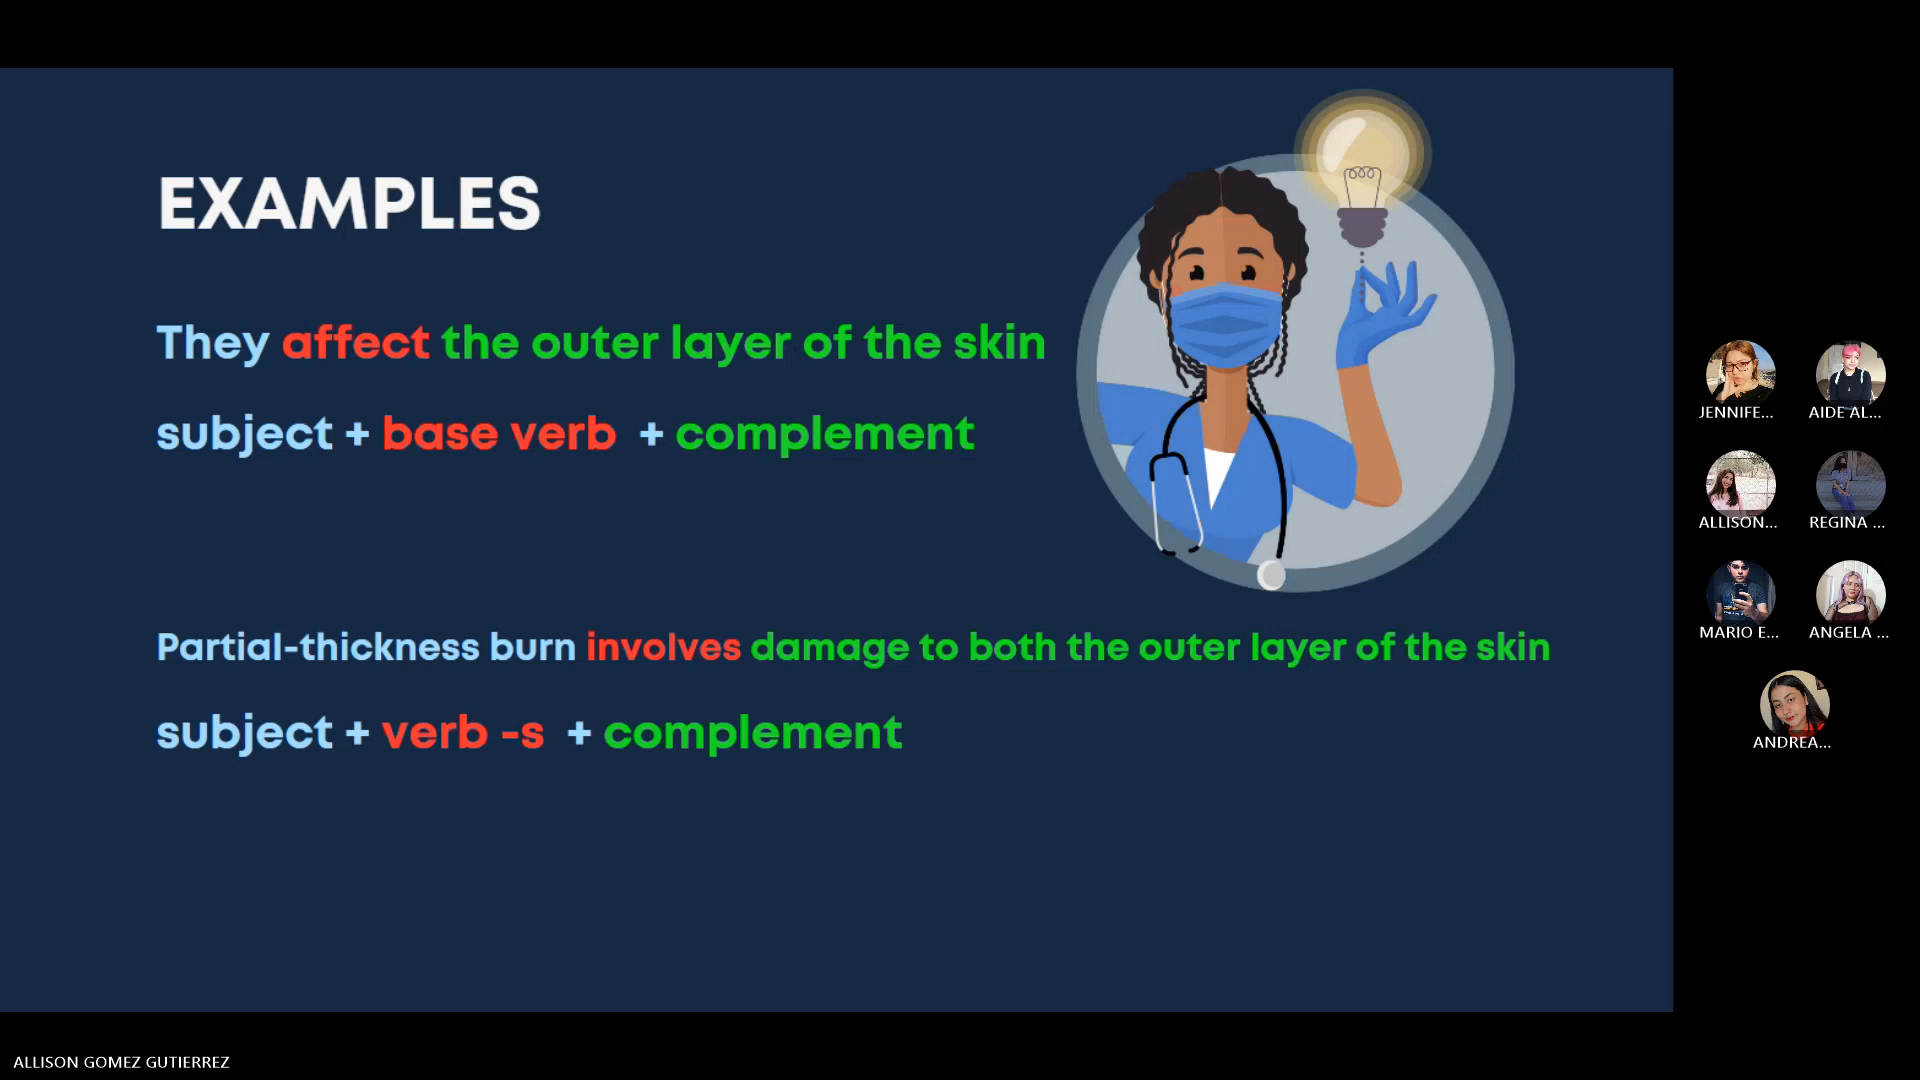 EXAMPLES
They affect the outer layer of the skin
subject + base verb + complement
Partial-thickness burn involves damage to both the outer layer of the skin
subject + verb -s + complement
JENNIFE...
AIDE AL...
ALLISON...
REGINA ...
MARIO E...
ANGELA ...
ANDREA...
ALLISON GOMEZ GUTIERREZ